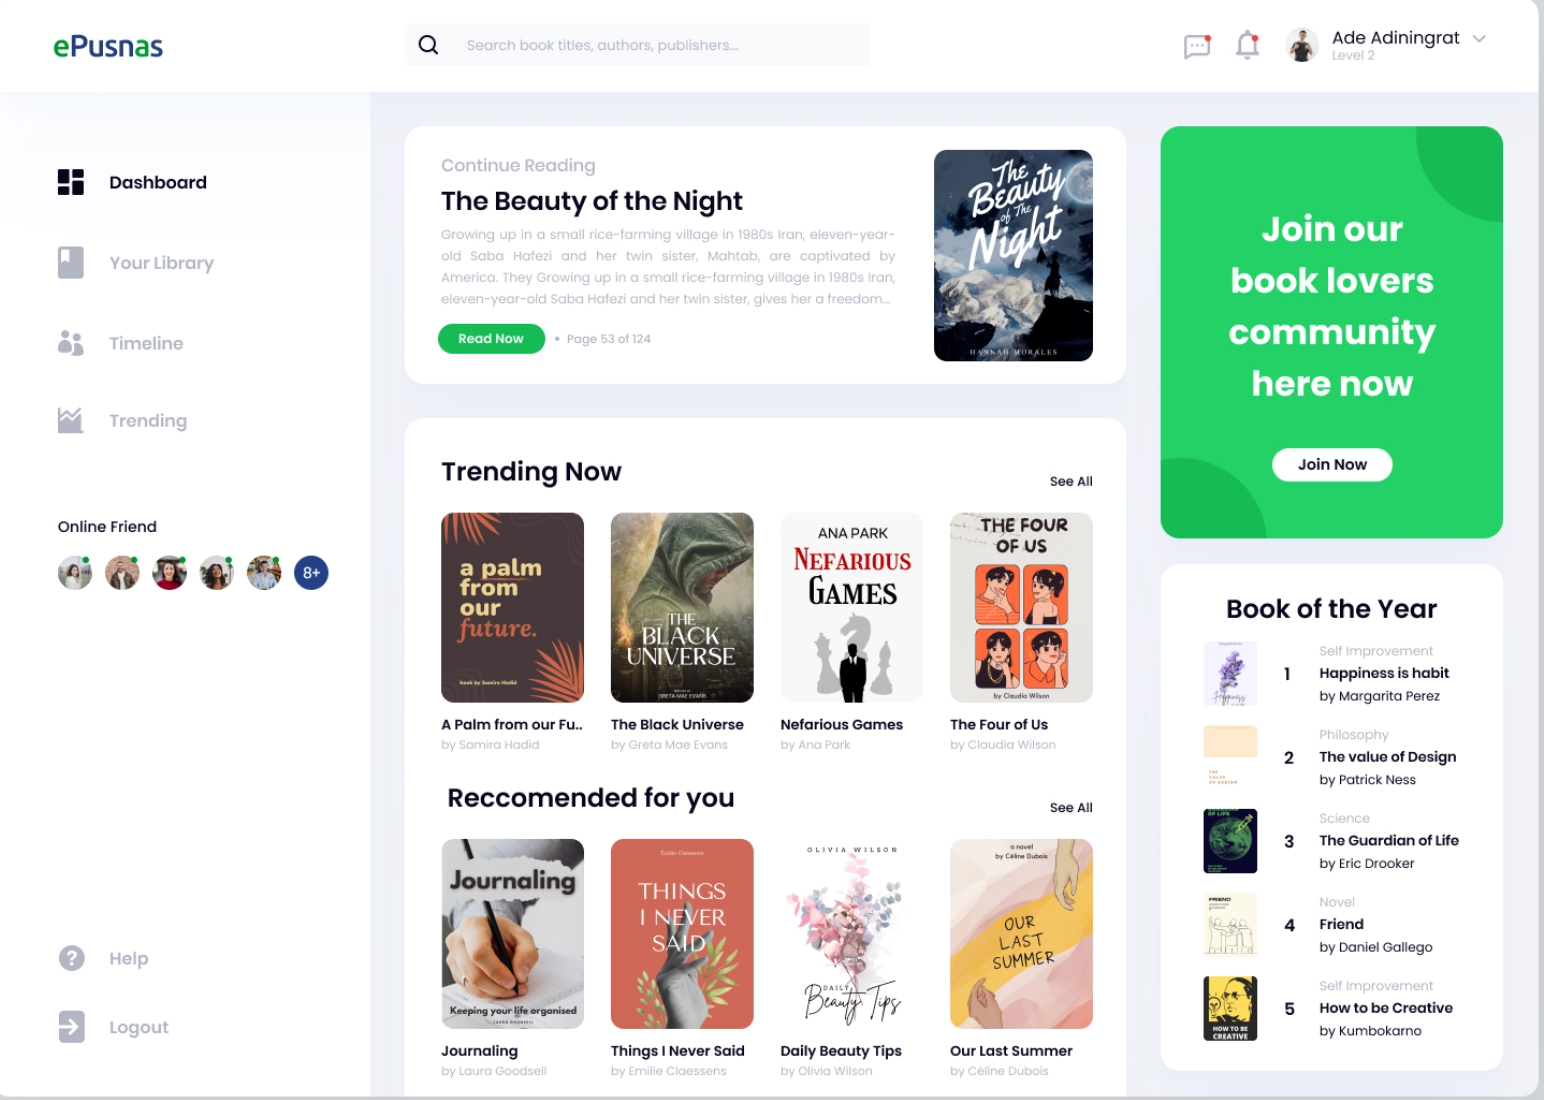 ePusnas
Search book titles, authors, publishers...
Ade Adiningrat
Level 2
Dashboard
Your Library
Timeline
Trending
Online Friend
8+
Help
Logout
Continue Reading
The Beauty of the Night
Growing up in a small rice-farming village in 1980s Iran, eleven-year-
old Saba Hafezi and her twin sister, Mahtab, are captivated by
America. They Growing up in a small rice-farming village in 1980s Iran,
eleven-year-old Saba Hafezi and her twin sister, gives her a freedom...
Read Now
Page 53 of 124
The
Beauty
of The
Night
HANNAH MORALES
Trending Now
See All
a palm
from
our
future.
book by Samira Hadid
THE
BLACK
UNIVERSE
GRETA MAE EVANS
ANA PARK
NEFARIOUS
GAMES
THE FOUR
OF US
by Claudia Wilson
A Palm from our Fu..
by Samira Hadid
The Black Universe
by Greta Mae Evans
Nefarious Games
by Ana Park
The Four of Us
by Claudia Wilson
Reccomended for you
See All
Journaling
Keeping your life organised
LAURA GOODSELL
Emilie Claessens
THINGS
I NEVER
SAID
OLIVIA WILSON
DAILY
Beauty Tips
a novel
by Céline Dubois
OUR
LAST
SUMMER
Journaling
by Laura Goodsell
Things I Never Said
by Emilie Claessens
Daily Beauty Tips
by Olivia Wilson
Our Last Summer
by Céline Dubois
Join our
book lovers
community
here now
Join Now
Book of the Year
Happiness
1
Self Improvement
Happiness is habit
by Margarita Perez
THE
VALUE
OF DESIGN
2
Philosophy
The value of Design
by Patrick Ness
OF LIFE
3
Science
The Guardian of Life
by Eric Drooker
FRIEND
4
Novel
Friend
by Daniel Gallego
HOW TO BE
CREATIVE
5
Self Improvement
How to be Creative
by Kumbokarno